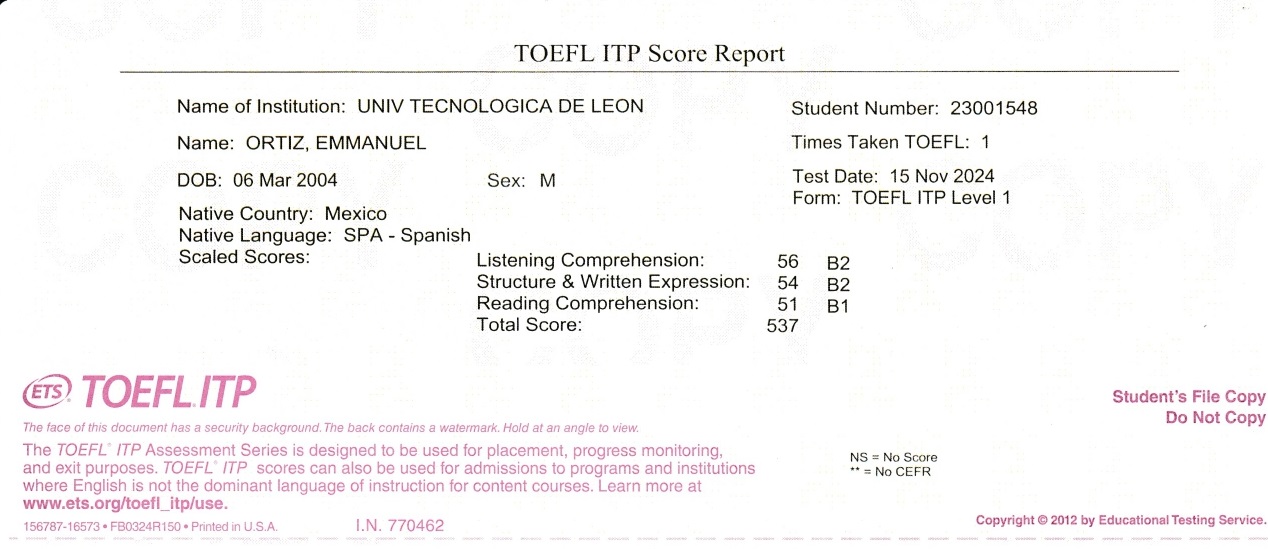 TOEFL ITP Score Report
Name of Institution: UNIV TECNOLOGICA DE LEON
Student Number: 23001548
Name: ORTIZ, EMMANUEL
Times Taken TOEFL: 1
DOB: 06 Mar 2004 Sex: M
Test Date: 15 Nov 2024
Form: TOEFL ITP Level 1
Native Country: Mexico
Native Language: SPA - Spanish
Scaled Scores:
Listening Comprehension: 56 B2
Structure & Written Expression: 54 B2
Reading Comprehension: 51 B1
Total Score: 537
ETS® TOEFL ITP
Student's File Copy
Do Not Copy
The face of this document has a security background. The back contains a watermark. Hold at an angle to view.
The TOEFL® ITP Assessment Series is designed to be used for placement, progress monitoring,
and exit purposes. TOEFL® ITP scores can also be used for admissions to programs and institutions
where English is not the dominant language of instruction for content courses. Learn more at
www.ets.org/toefl_itp/use.
NS = No Score
** = No CEFR
156787-16573 • FB0324R150 • Printed in U.S.A. I.N. 770462
Copyright © 2012 by Educational Testing Service.
COPY
COPY
COPY
COPY
COPY
COPY